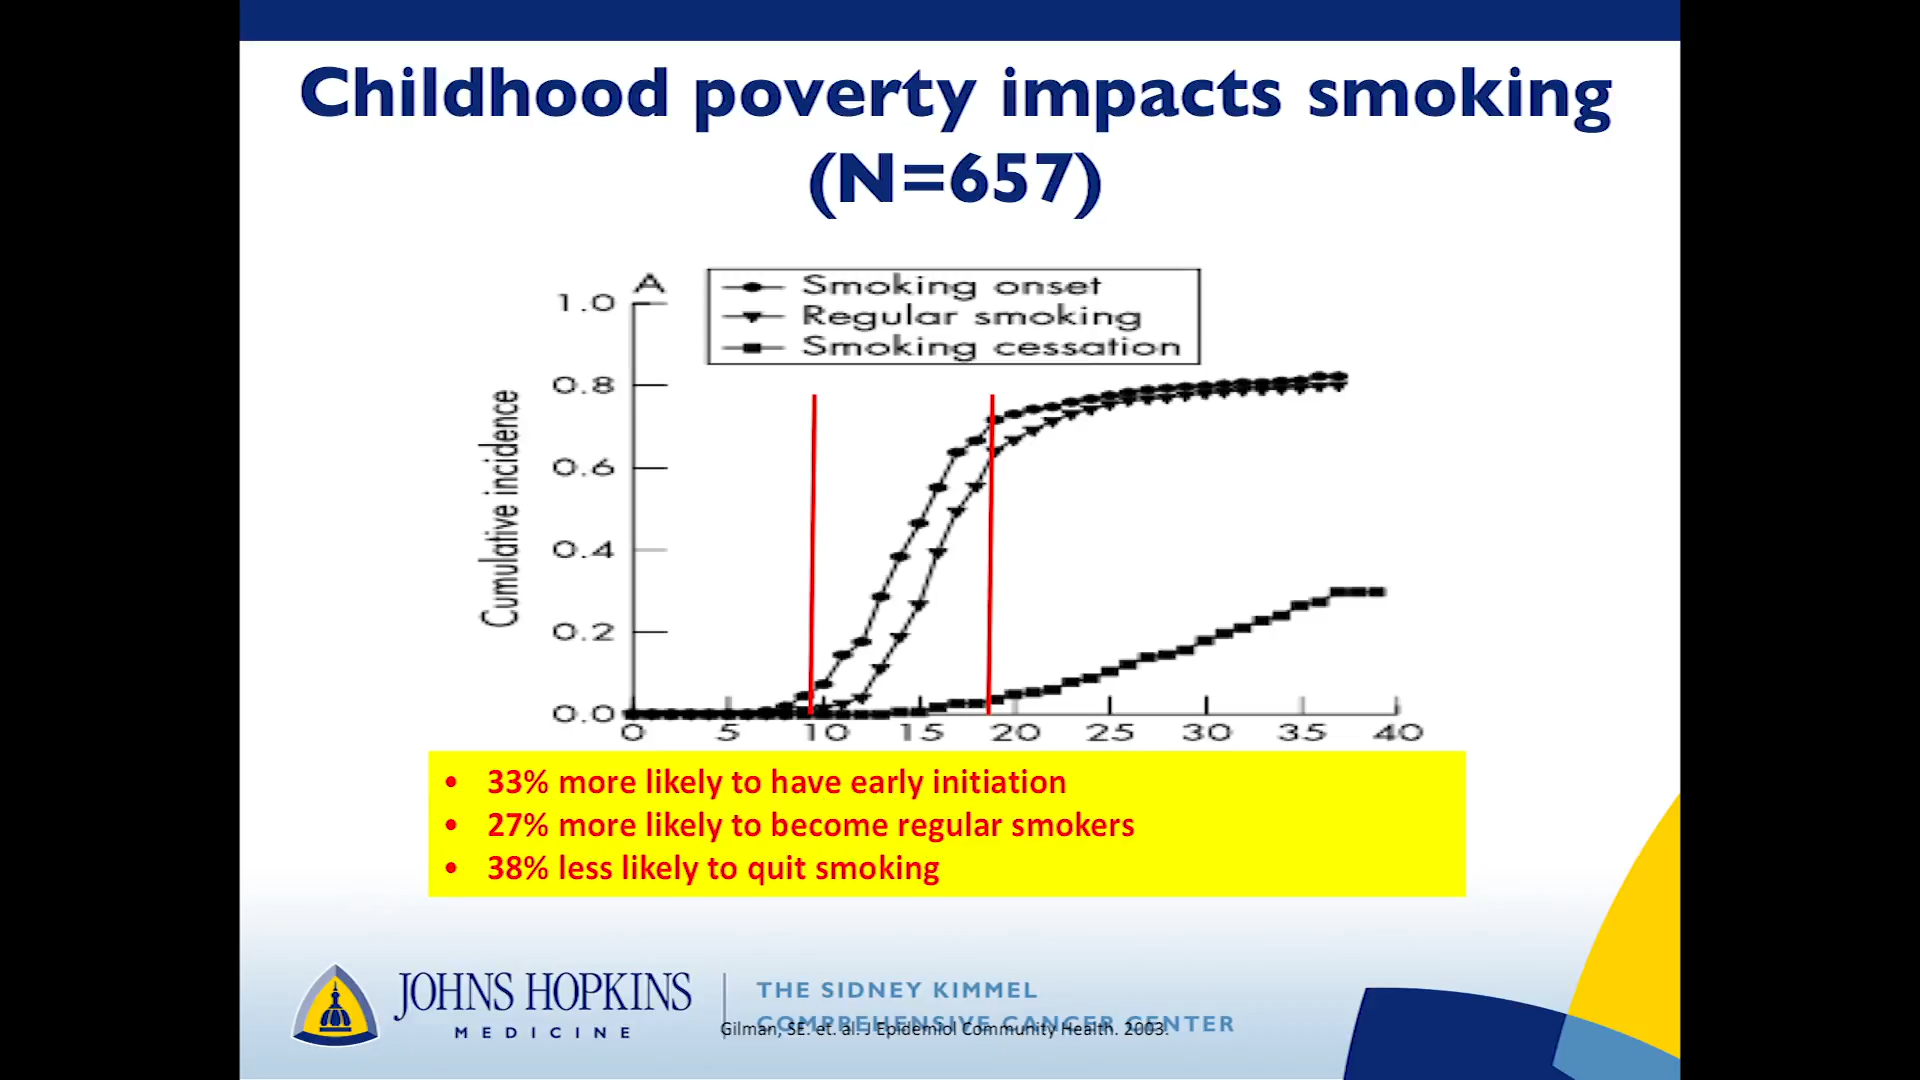 Childhood poverty impacts smoking
(N=657)
A
Smoking onset
Regular smoking
Smoking cessation
1.0
0.8
0.6
0.4
0.2
0.0
Cumulative incidence
0 5 10 15 20 25 30 35 40
• 33% more likely to have early initiation
• 27% more likely to become regular smokers
• 38% less likely to quit smoking
JOHNS HOPKINS
MEDICINE
THE SIDNEY KIMMEL
COMPREHENSIVE CANCER CENTER
Gilman, SE. et. al. J Epidemiol Community Health. 2003.